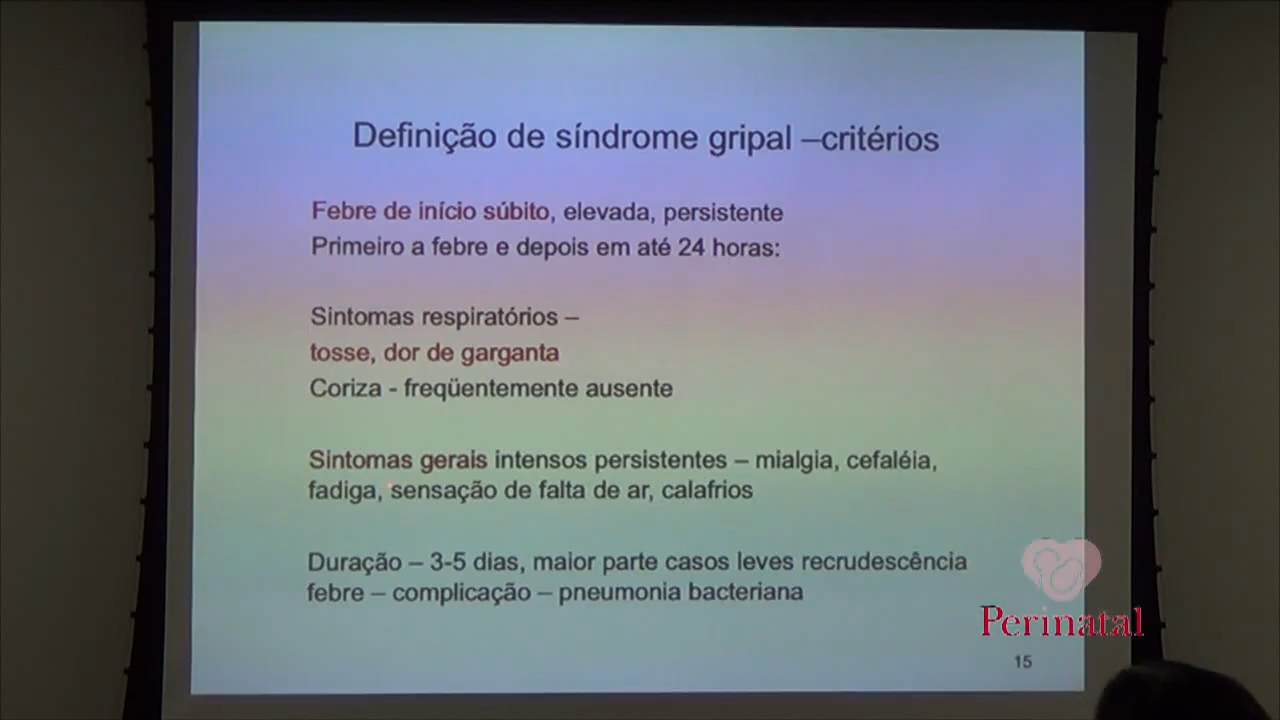 Definição de síndrome gripal –critérios
Febre de início súbito, elevada, persistente
Primeiro a febre e depois em até 24 horas:
Sintomas respiratórios –
tosse, dor de garganta
Coriza - freqüentemente ausente
Sintomas gerais intensos persistentes – mialgia, cefaléia,
fadiga, sensação de falta de ar, calafrios
Duração – 3-5 dias, maior parte casos leves recrudescência
febre – complicação – pneumonia bacteriana
Perinatal
15